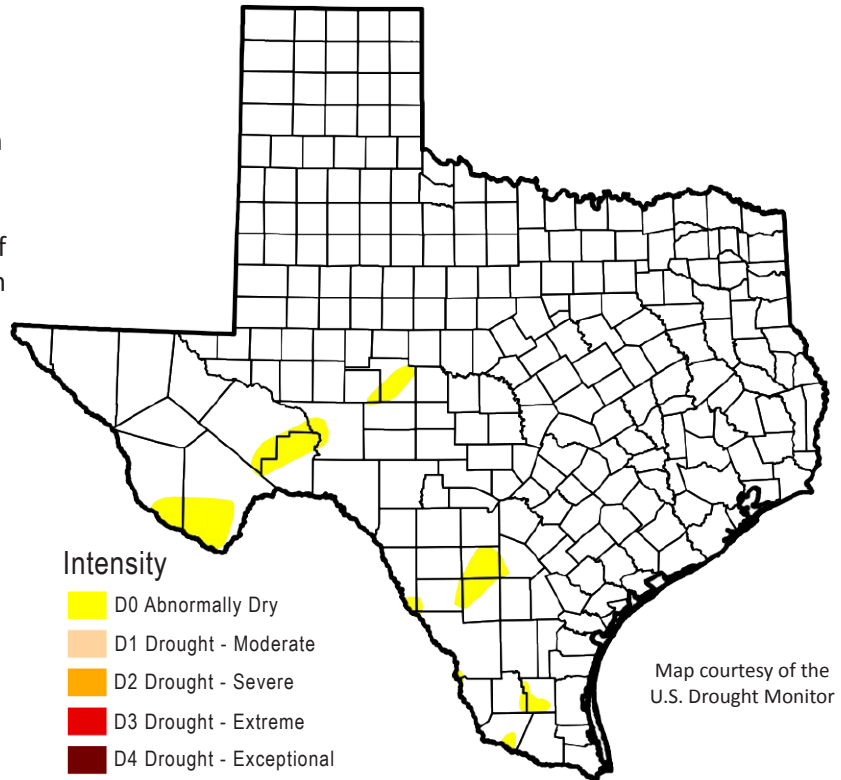 Intensity
D0 Abnormally Dry
D1 Drought - Moderate
D2 Drought - Severe
D3 Drought - Extreme
D4 Drought - Exceptional
Map courtesy of the
U.S. Drought Monitor